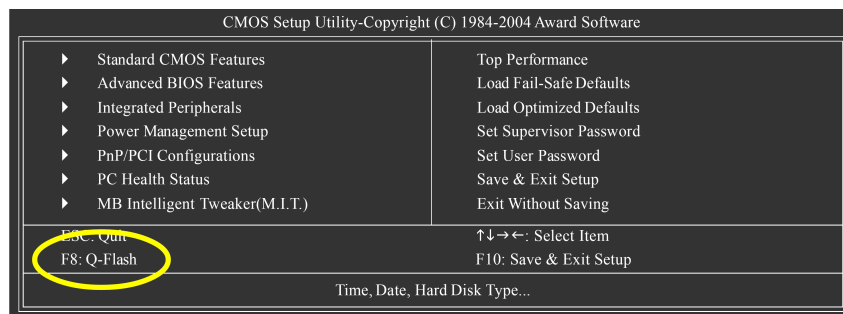 CMOS Setup Utility-Copyright (C) 1984-2004 Award Software
Standard CMOS Features
Advanced BIOS Features
Integrated Peripherals
Power Management Setup
PnP/PCI Configurations
PC Health Status
MB Intelligent Tweaker(M.I.T.)
Top Performance
Load Fail-Safe Defaults
Load Optimized Defaults
Set Supervisor Password
Set User Password
Save & Exit Setup
Exit Without Saving
ESC: Quit
↑↓→←: Select Item
F8: Q-Flash
F10: Save & Exit Setup
Time, Date, Hard Disk Type...